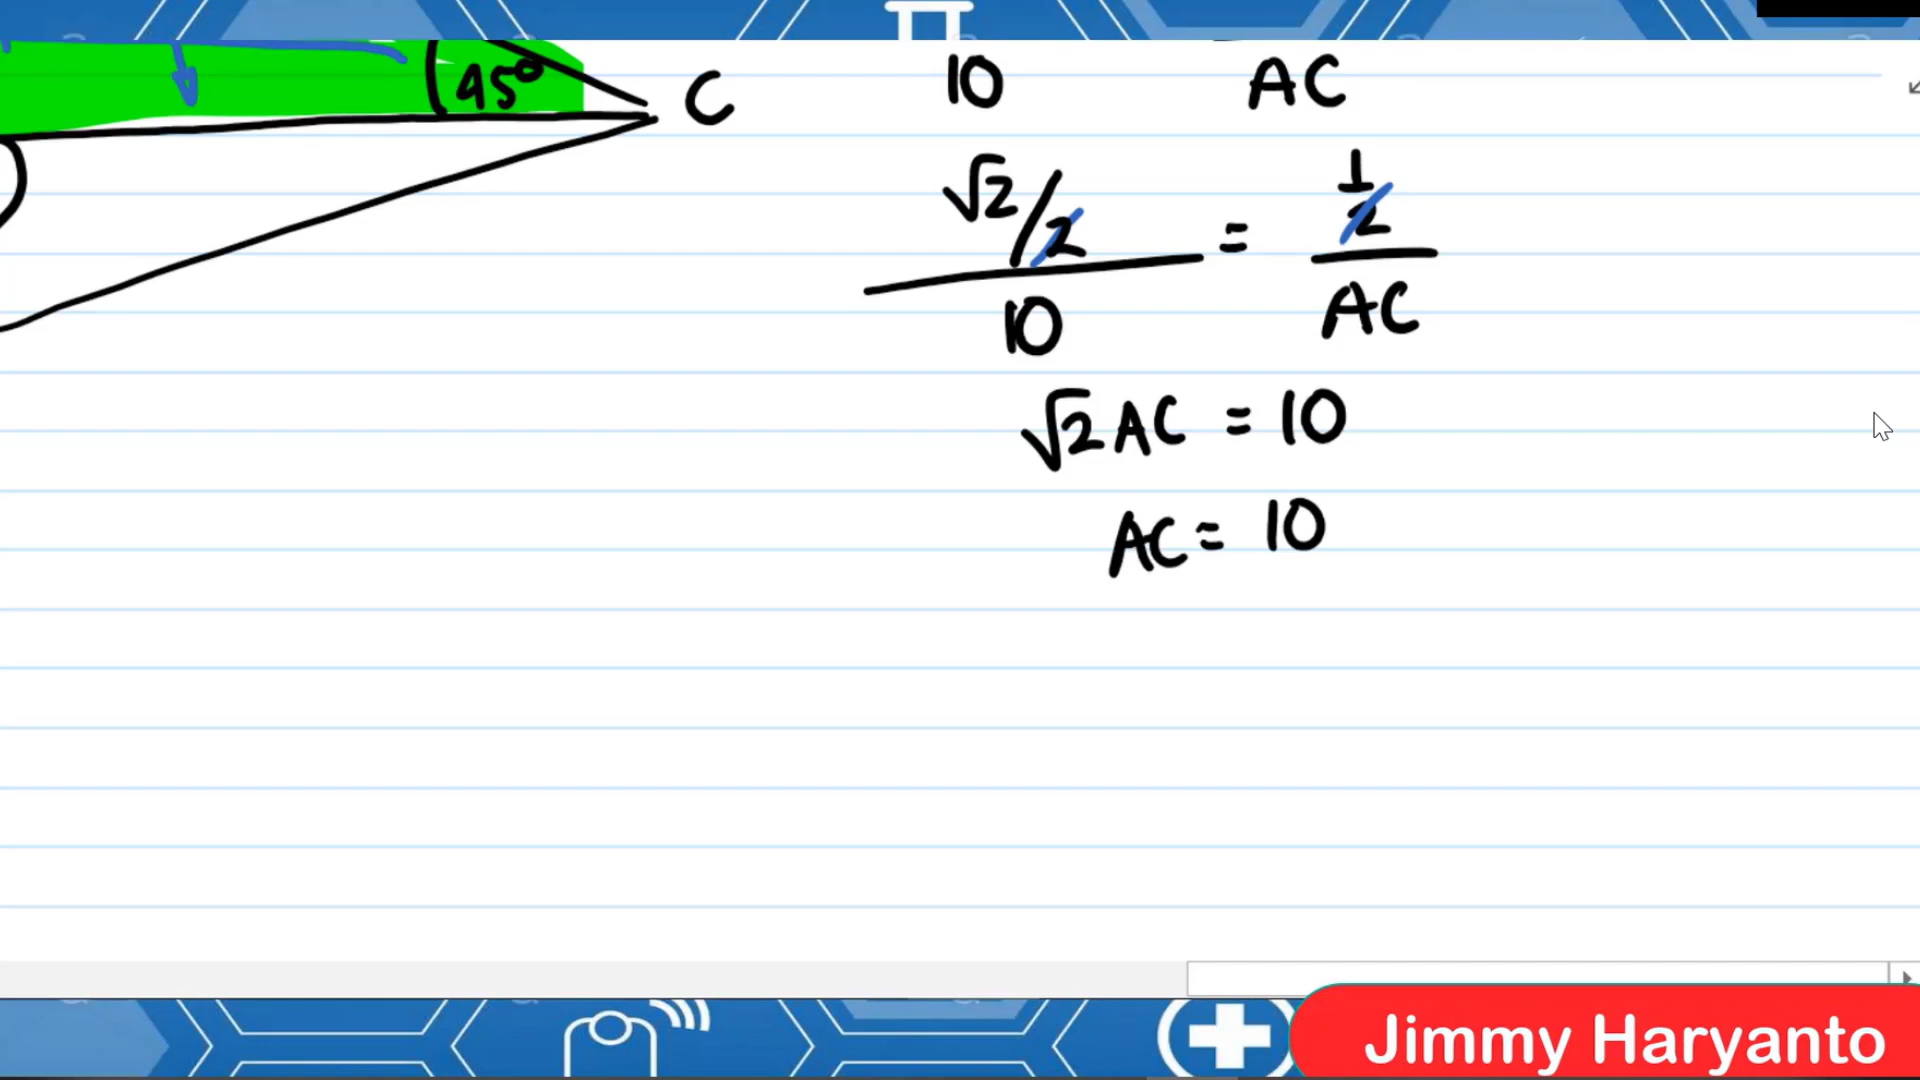 45° C
10 AC
√2/2 = 1/2
10 AC
√2 AC = 10
AC = 10
Jimmy Haryanto